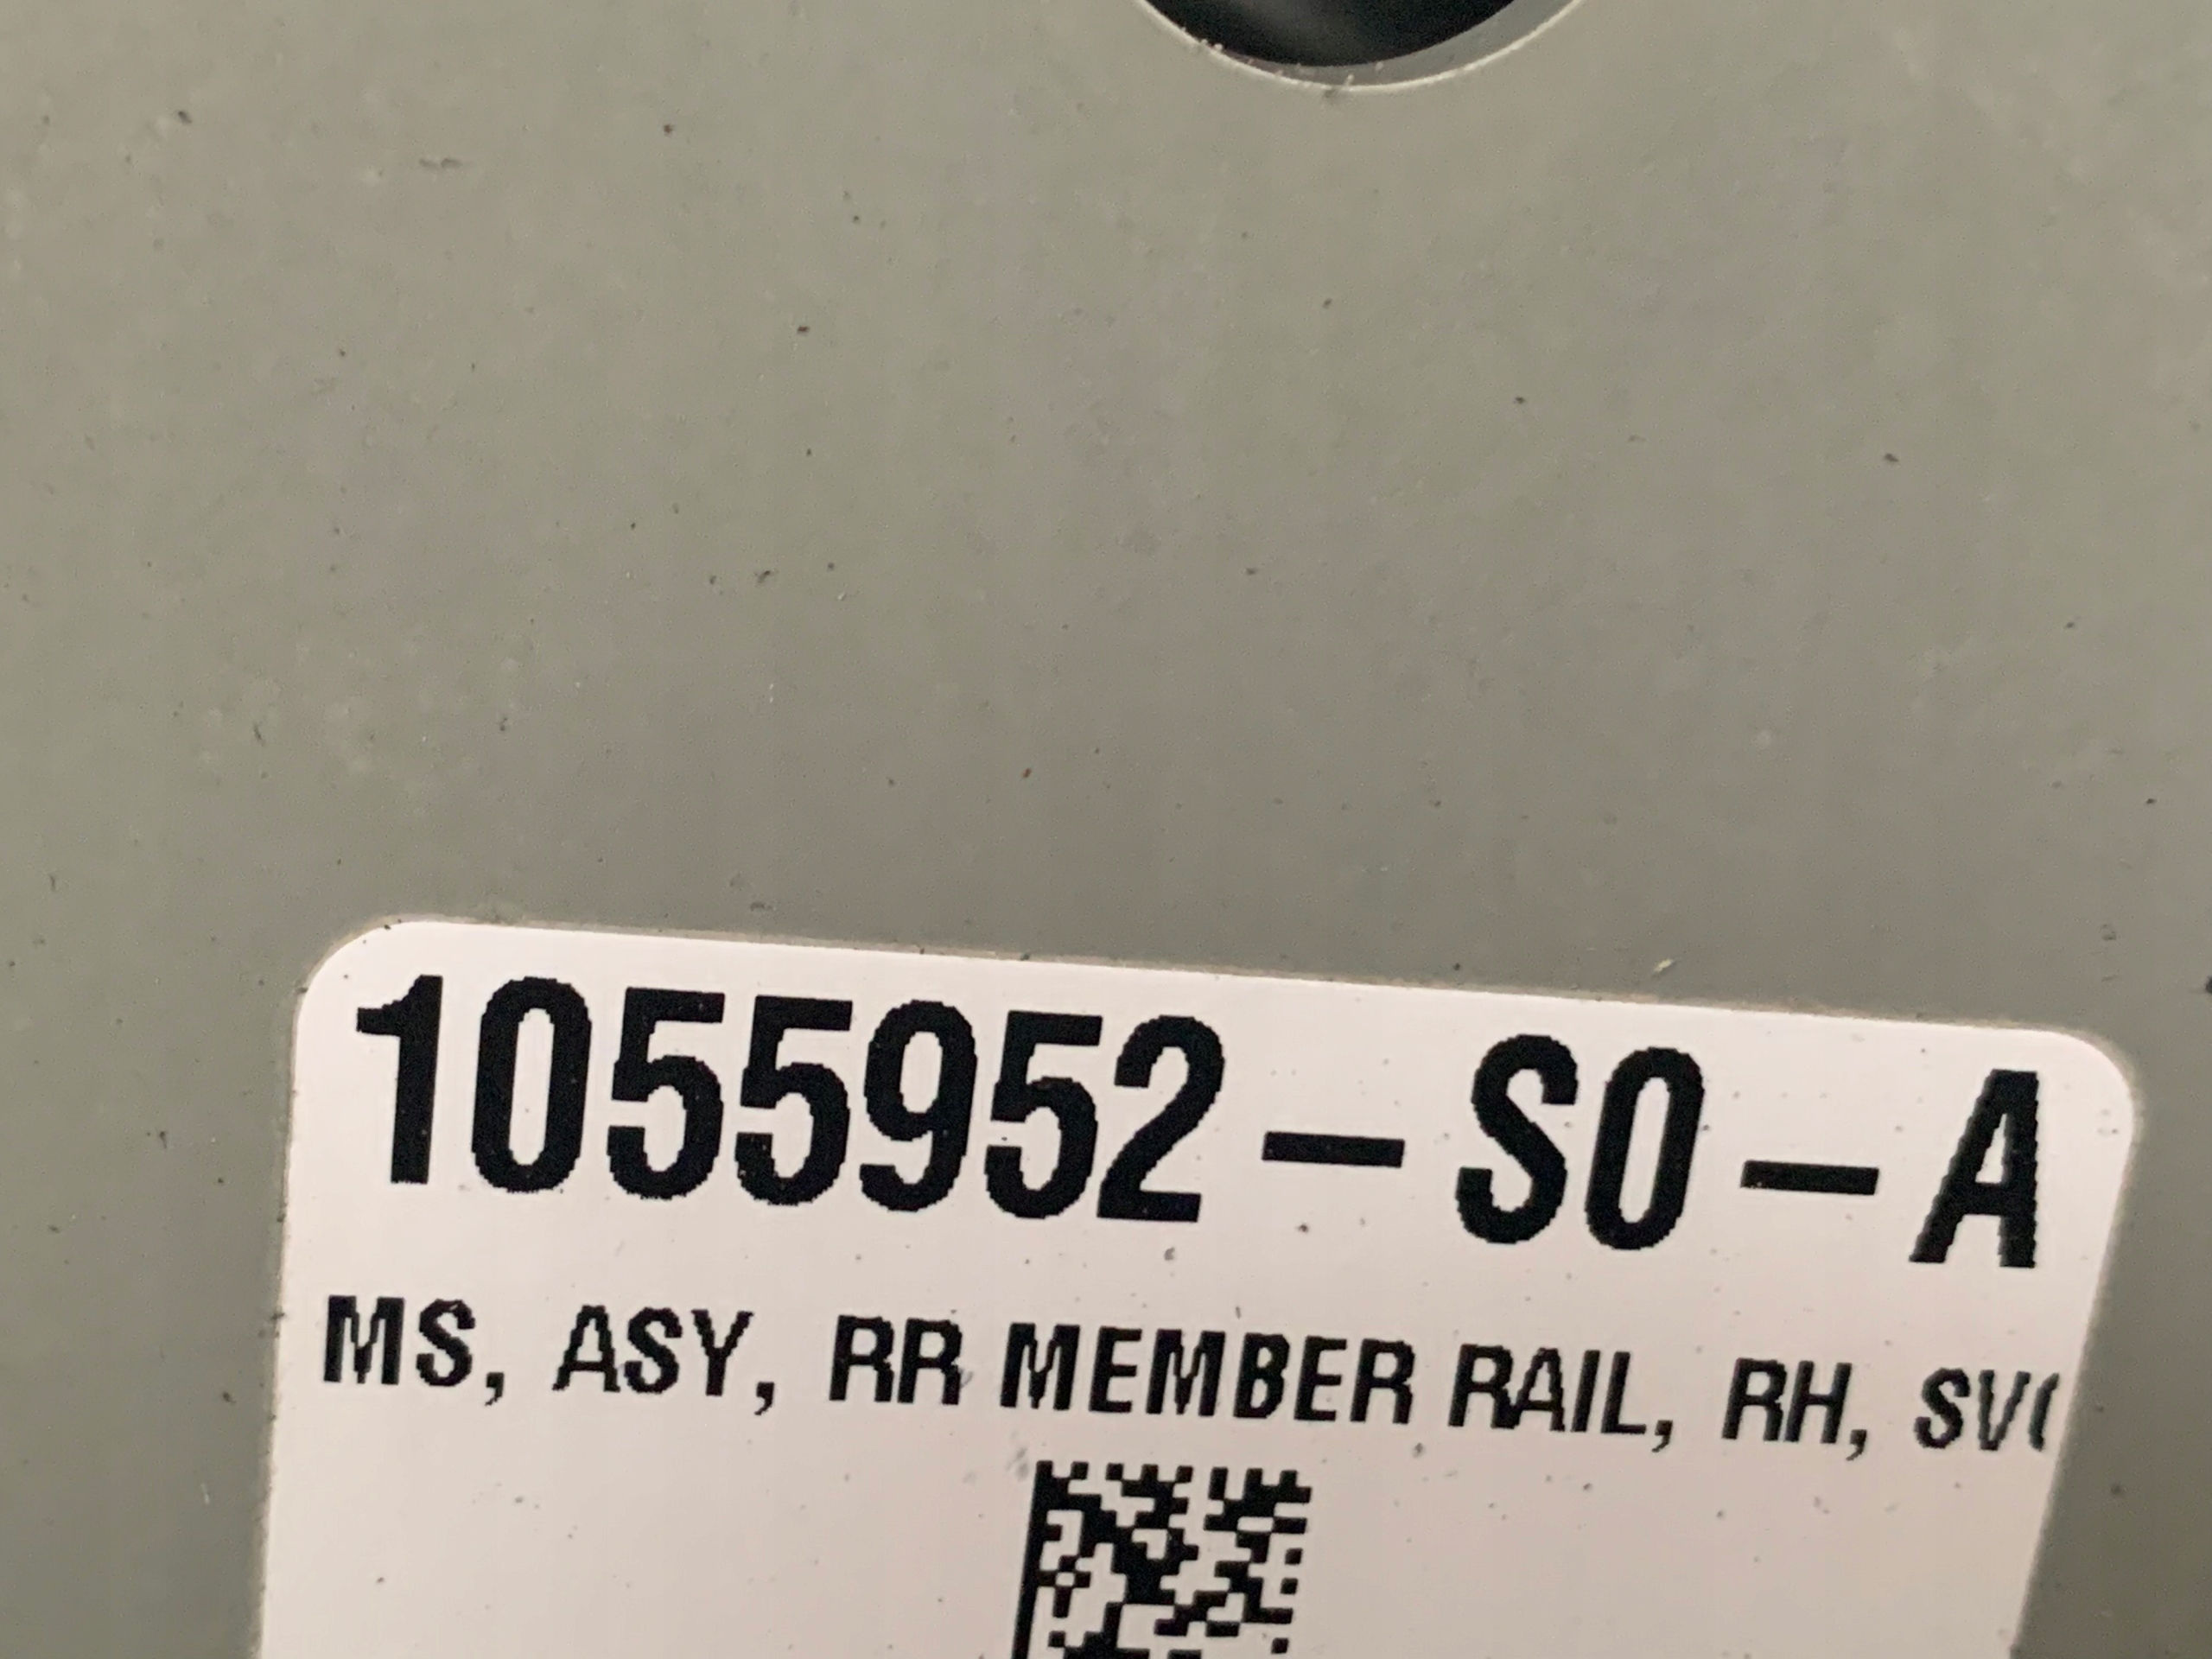 1055952-S0-A
MS, ASY, RR MEMBER RAIL, RH,